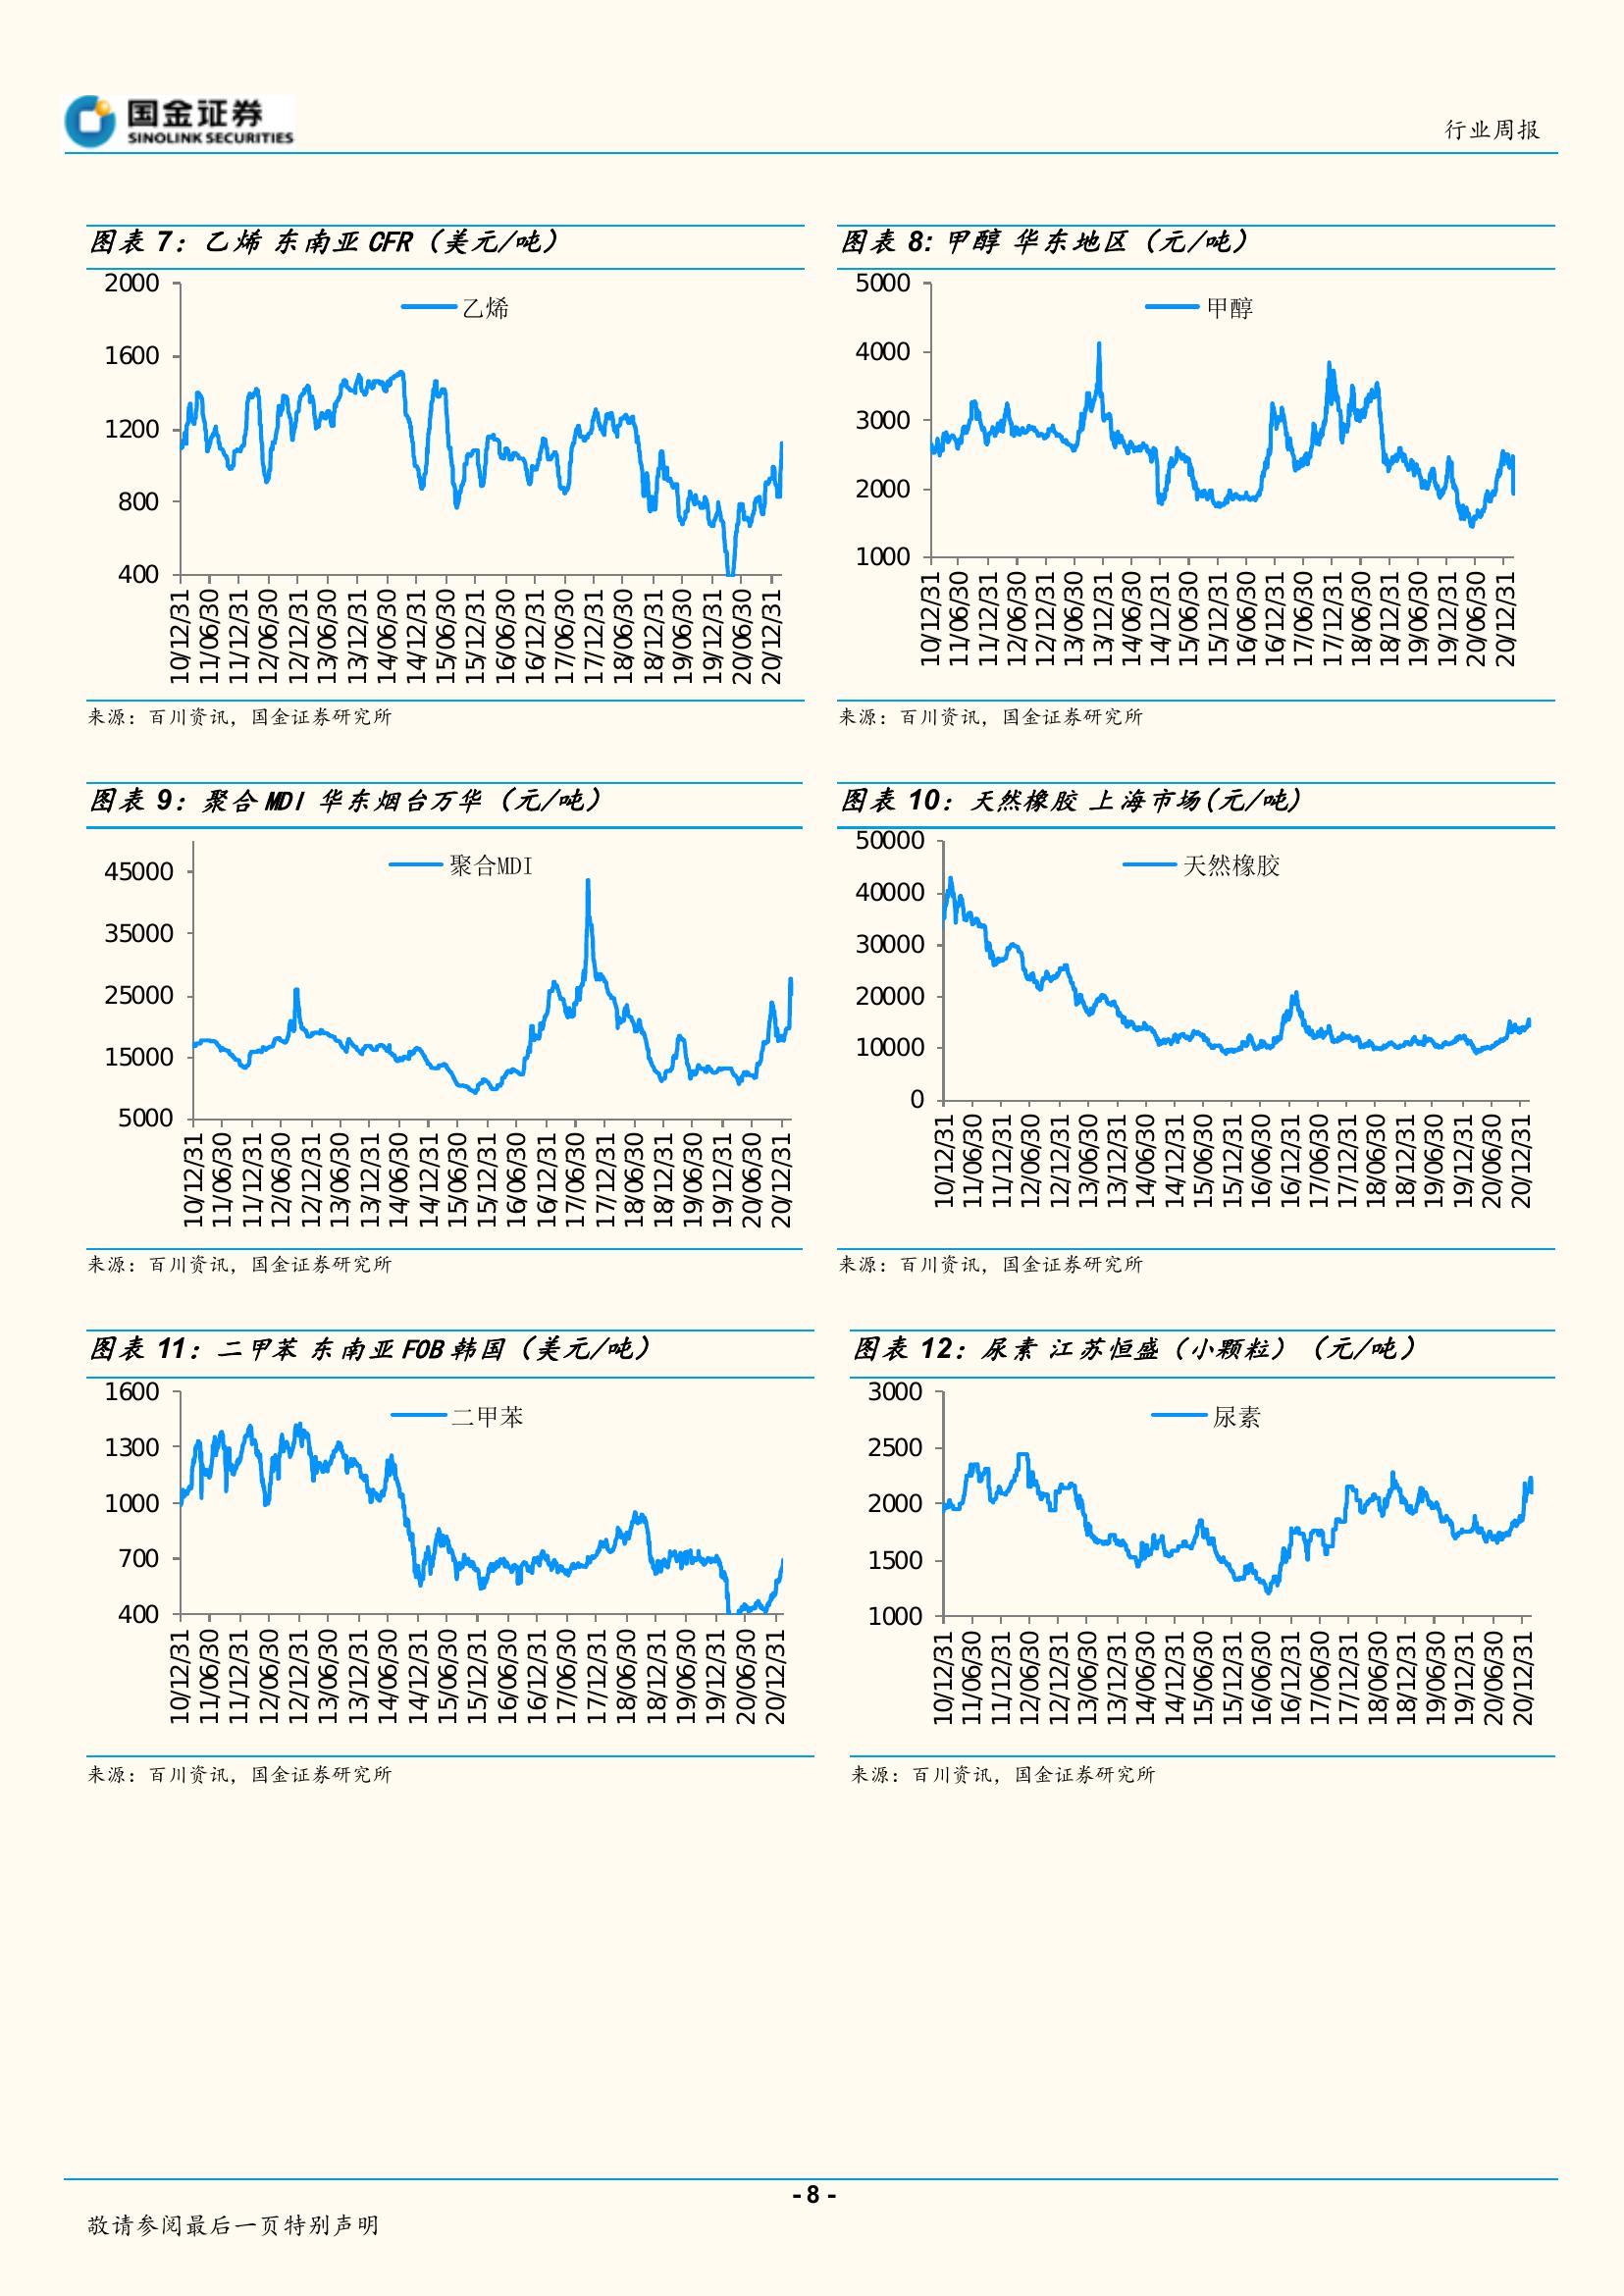 国金证券
SINOLINK SECURITIES
行业周报
图表 7：乙烯 东南亚 CFR（美元/吨）
2000
1600
1200
800
400
乙烯
10/12/31 11/06/30 11/12/31 12/06/30 12/12/31 13/06/30 13/12/31 14/06/30 14/12/31 15/06/30 15/12/31 16/06/30 16/12/31 17/06/30 17/12/31 18/06/30 18/12/31 19/06/30 19/12/31 20/06/30 20/12/31
来源：百川资讯，国金证券研究所
图表 8: 甲醇 华东地区（元/吨）
5000
4000
3000
2000
1000
甲醇
10/12/31 11/06/30 11/12/31 12/06/30 12/12/31 13/06/30 13/12/31 14/06/30 14/12/31 15/06/30 15/12/31 16/06/30 16/12/31 17/06/30 17/12/31 18/06/30 18/12/31 19/06/30 19/12/31 20/06/30 20/12/31
来源：百川资讯，国金证券研究所
图表 9：聚合 MDI 华东烟台万华（元/吨）
45000
35000
25000
15000
5000
聚合MDI
10/12/31 11/06/30 11/12/31 12/06/30 12/12/31 13/06/30 13/12/31 14/06/30 14/12/31 15/06/30 15/12/31 16/06/30 16/12/31 17/06/30 17/12/31 18/06/30 18/12/31 19/06/30 19/12/31 20/06/30 20/12/31
来源：百川资讯，国金证券研究所
图表 10：天然橡胶 上海市场(元/吨)
50000
40000
30000
20000
10000
0
天然橡胶
10/12/31 11/06/30 11/12/31 12/06/30 12/12/31 13/06/30 13/12/31 14/06/30 14/12/31 15/06/30 15/12/31 16/06/30 16/12/31 17/06/30 17/12/31 18/06/30 18/12/31 19/06/30 19/12/31 20/06/30 20/12/31
来源：百川资讯，国金证券研究所
图表 11：二甲苯 东南亚 FOB 韩国（美元/吨）
1600
1300
1000
700
400
二甲苯
10/12/31 11/06/30 11/12/31 12/06/30 12/12/31 13/06/30 13/12/31 14/06/30 14/12/31 15/06/30 15/12/31 16/06/30 16/12/31 17/06/30 17/12/31 18/06/30 18/12/31 19/06/30 19/12/31 20/06/30 20/12/31
来源：百川资讯，国金证券研究所
图表 12：尿素 江苏恒盛（小颗粒）（元/吨）
3000
2500
2000
1500
1000
尿素
10/12/31 11/06/30 11/12/31 12/06/30 12/12/31 13/06/30 13/12/31 14/06/30 14/12/31 15/06/30 15/12/31 16/06/30 16/12/31 17/06/30 17/12/31 18/06/30 18/12/31 19/06/30 19/12/31 20/06/30 20/12/31
来源：百川资讯，国金证券研究所
- 8 -
敬请参阅最后一页特别声明